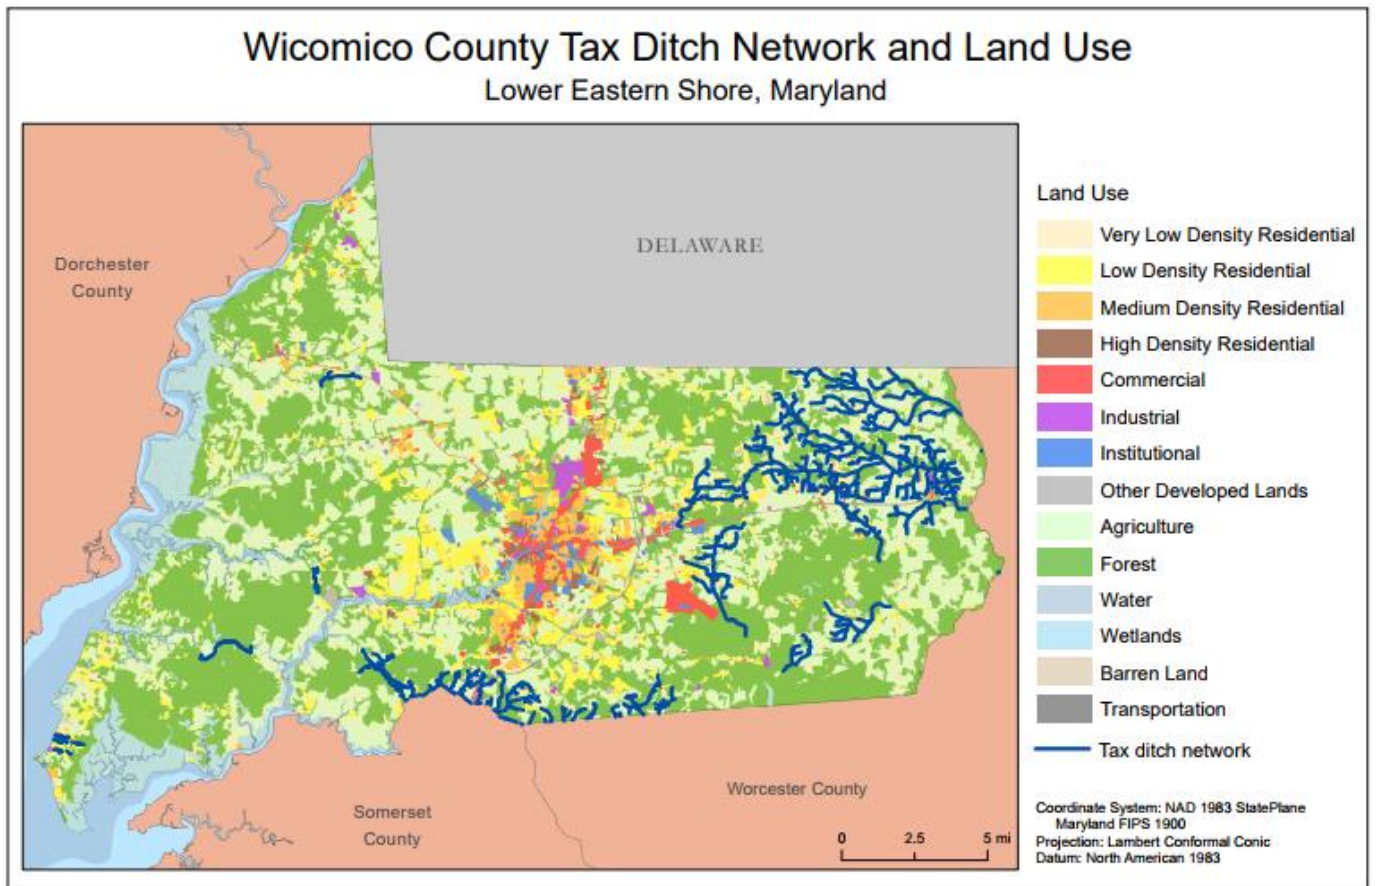 Wicomico County Tax Ditch Network and Land Use
Lower Eastern Shore, Maryland
DELAWARE
Dorchester
County
Somerset
County
Worcester County
0 2.5 5 mi
Land Use
Very Low Density Residential
Low Density Residential
Medium Density Residential
High Density Residential
Commercial
Industrial
Institutional
Other Developed Lands
Agriculture
Forest
Water
Wetlands
Barren Land
Transportation
Tax ditch network
Coordinate System: NAD 1983 StatePlane
Maryland FIPS 1900
Projection: Lambert Conformal Conic
Datum: North American 1983